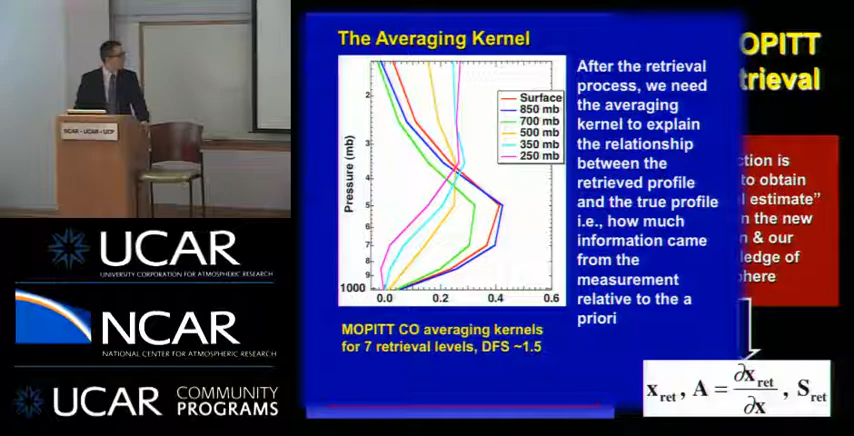 The Averaging Kernel
2
3
4
5
6
7
8
9
1000
Pressure (mb)
0.0 0.2 0.4 0.6
Surface
850 mb
700 mb
500 mb
350 mb
250 mb
MOPITT CO averaging kernels
for 7 retrieval levels, DFS ~1.5
After the retrieval
process, we need
the averaging
kernel to explain
the relationship
between the
retrieved profile
and the true profile
i.e., how much
information came
from the
measurement
relative to the a
priori
OPITT
trieval
ction is
to obtain
l estimate”
n the new
n & our
ledge of
phere
x_ret , A = ∂x_ret / ∂x , S_ret
UCAR • UCAR • UCP
UCAR
UNIVERSITY CORPORATION FOR ATMOSPHERIC RESEARCH
NCAR
NATIONAL CENTER FOR ATMOSPHERIC RESEARCH
UCAR COMMUNITY
PROGRAMS